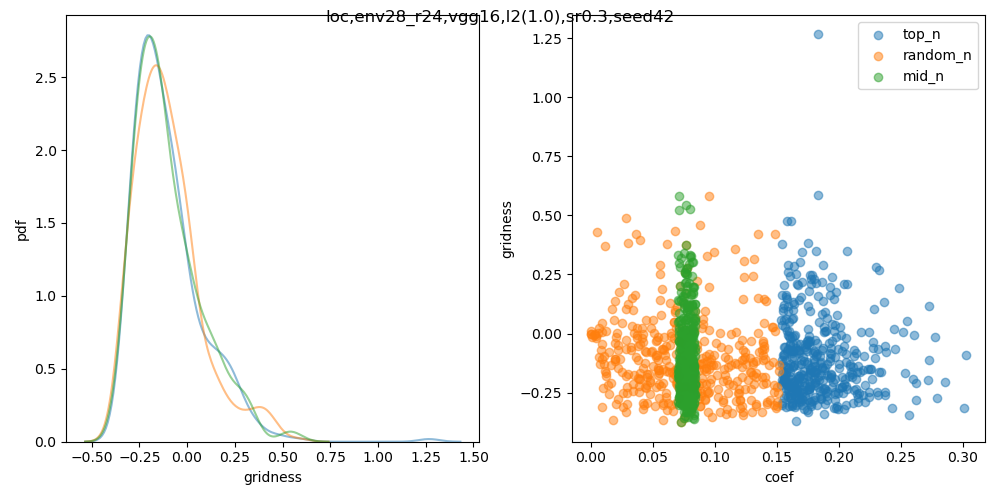 loc,env28_r24,vgg16,l2(1.0),sr0.3,seed42
2.5
2.0
1.5
1.0
0.5
0.0
pdf
−0.50 −0.25 0.00 0.25 0.50 0.75 1.00 1.25 1.50
gridness
top_n
random_n
mid_n
1.25
1.00
0.75
0.50
0.25
0.00
−0.25
gridness
0.00 0.05 0.10 0.15 0.20 0.25 0.30
coef